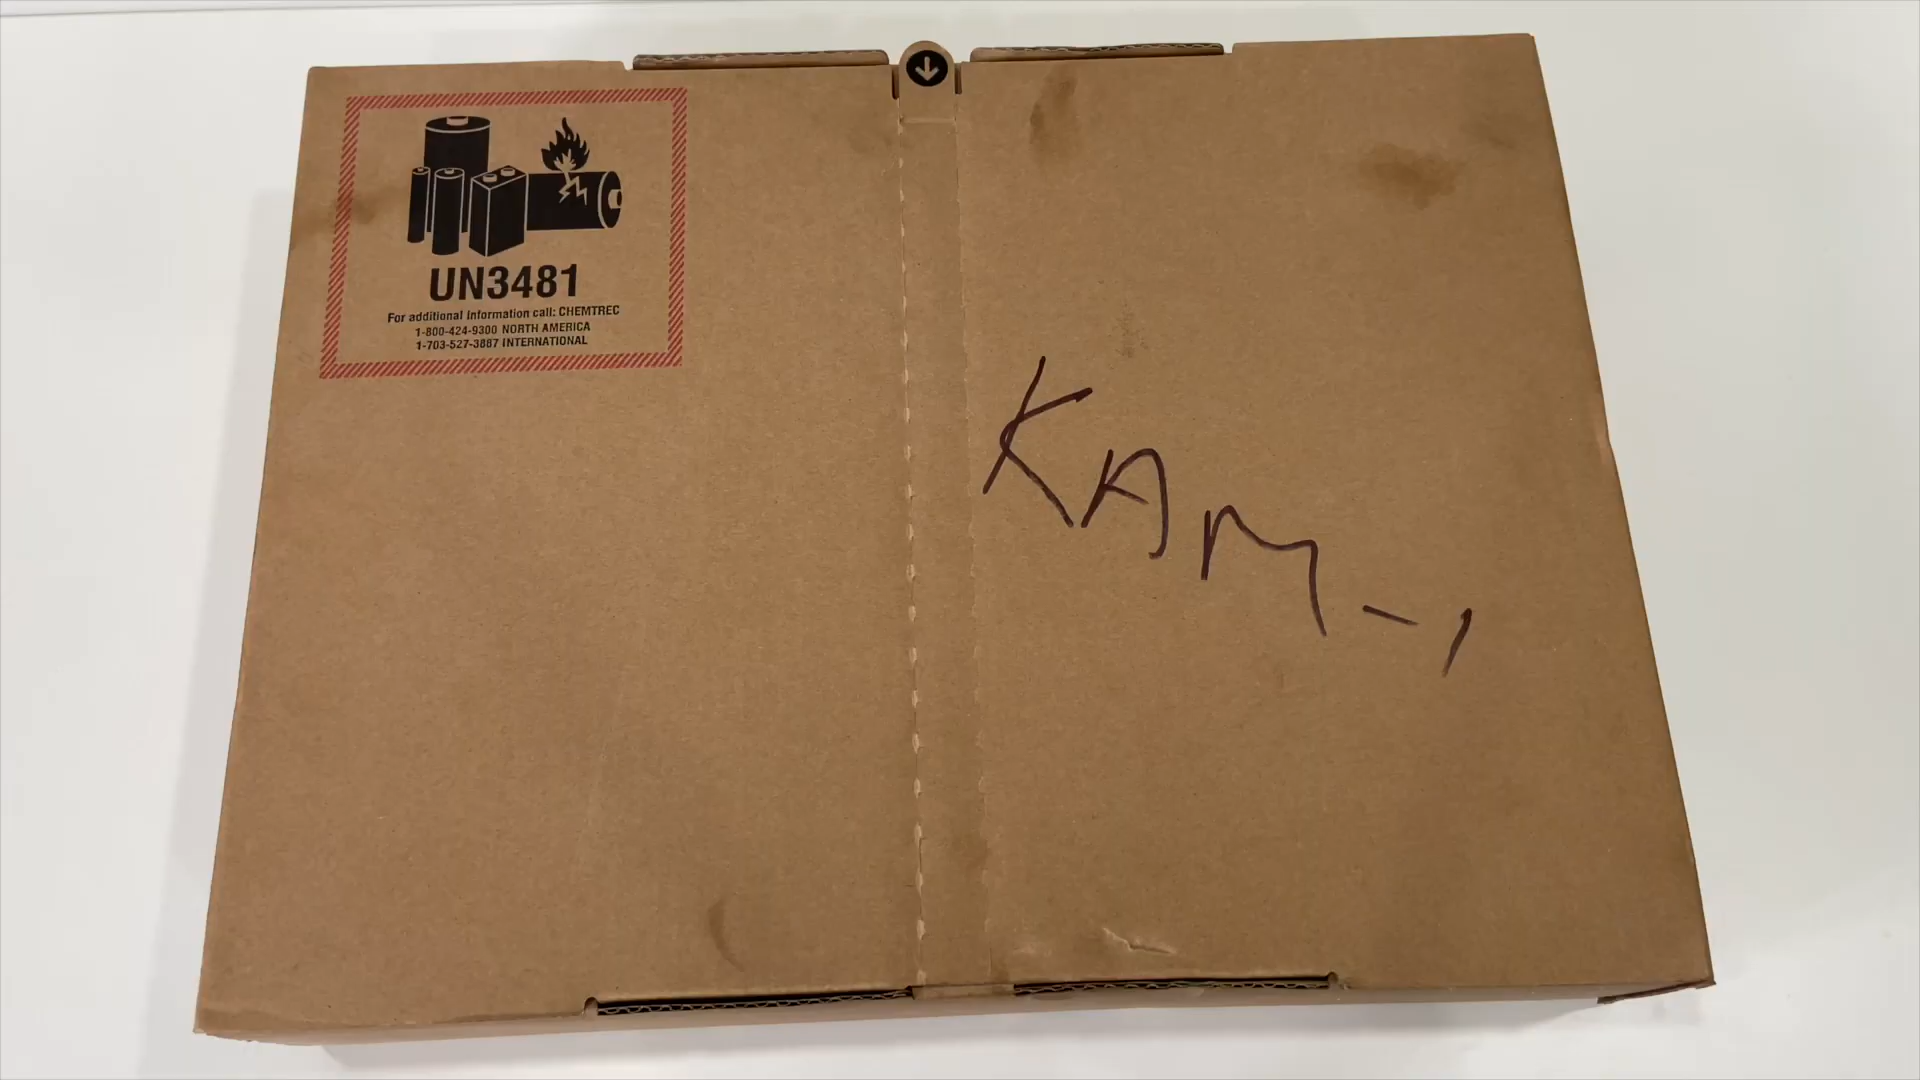 UN3481
For additional information call: CHEMTREC
1-800-424-9300 NORTH AMERICA
1-703-527-3887 INTERNATIONAL
KAM-1